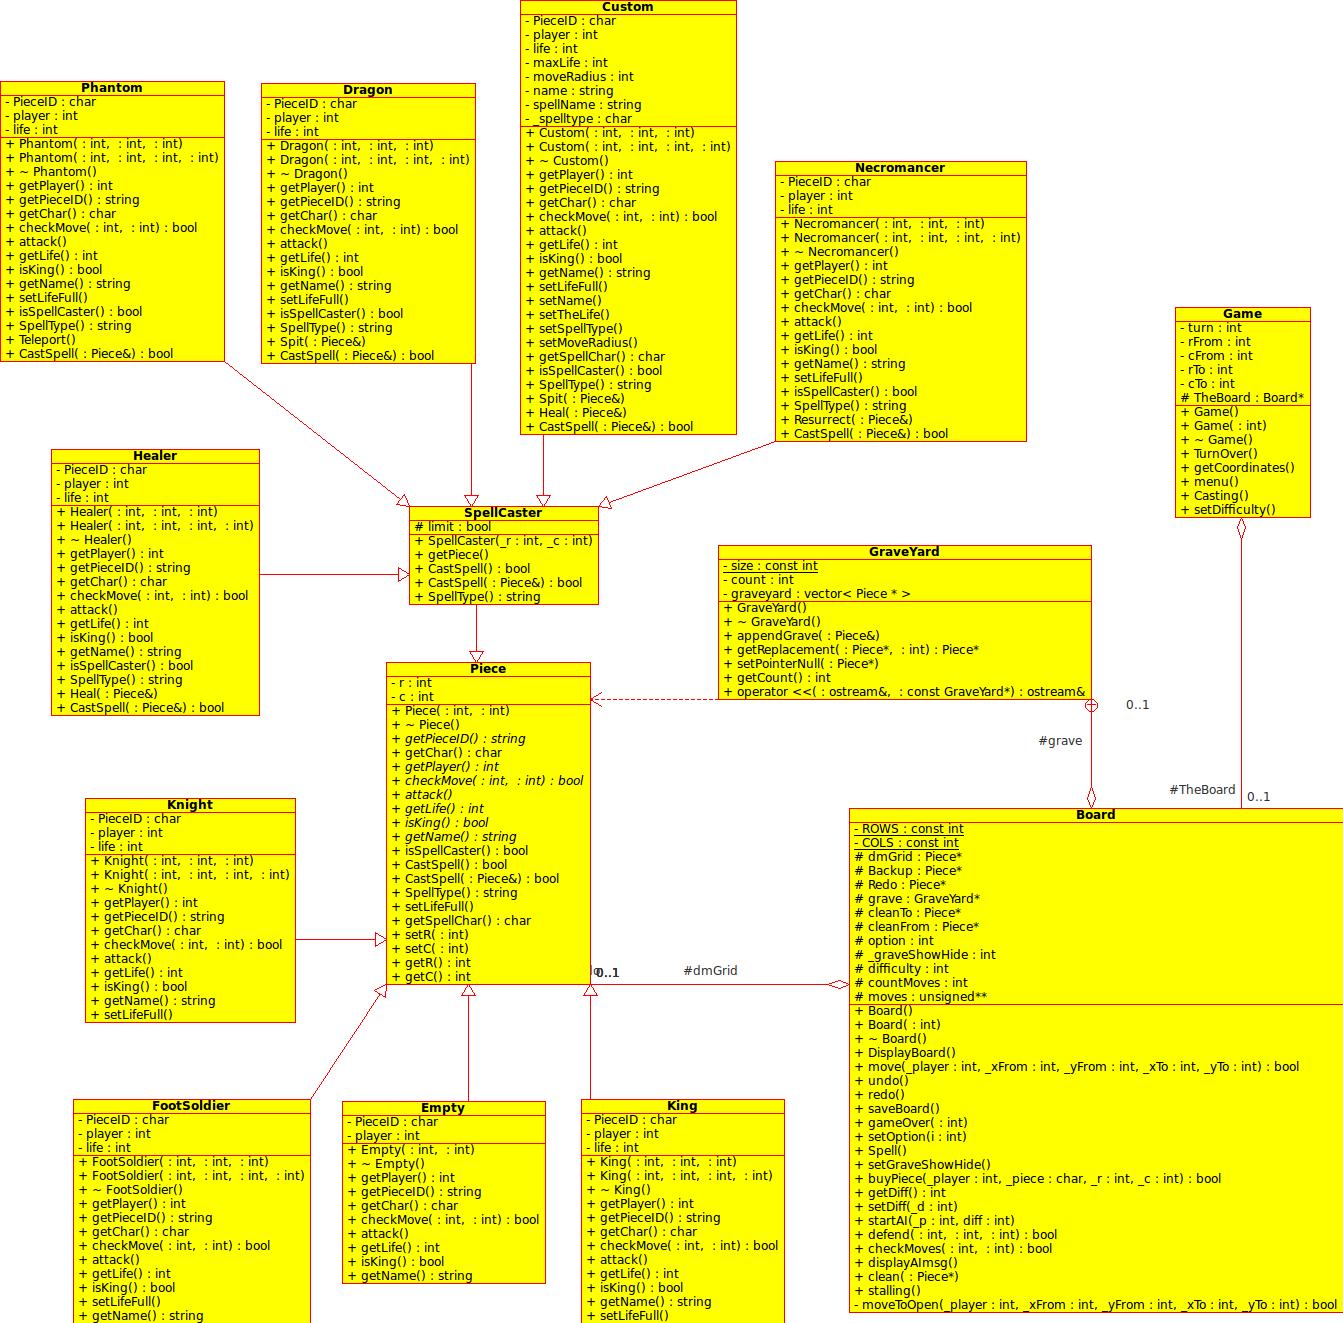 Custom
- PieceID : char
- player : int
- life : int
- maxLife : int
- moveRadius : int
- name : string
- spellName : string
- _spelltype : char
+ Custom( : int,  : int,  : int)
+ Custom( : int,  : int,  : int,  : int)
+ ~ Custom()
+ getPlayer() : int
+ getPieceID() : string
+ getChar() : char
+ checkMove( : int,  : int) : bool
+ attack()
+ getLife() : int
+ isKing() : bool
+ getName() : string
+ setLifeFull()
+ setName()
+ setTheLife()
+ setSpellType()
+ setMoveRadius()
+ getSpellChar() : char
+ isSpellCaster() : bool
+ SpellType() : string
+ Spit( : Piece&)
+ Heal( : Piece&)
+ CastSpell( : Piece&) : bool
Phantom
- PieceID : char
- player : int
- life : int
+ Phantom( : int,  : int,  : int)
+ Phantom( : int,  : int,  : int,  : int)
+ ~ Phantom()
+ getPlayer() : int
+ getPieceID() : string
+ getChar() : char
+ checkMove( : int,  : int) : bool
+ attack()
+ getLife() : int
+ isKing() : bool
+ getName() : string
+ setLifeFull()
+ isSpellCaster() : bool
+ SpellType() : string
+ Teleport()
+ CastSpell( : Piece&) : bool
Dragon
- PieceID : char
- player : int
- life : int
+ Dragon( : int,  : int,  : int)
+ Dragon( : int,  : int,  : int,  : int)
+ ~ Dragon()
+ getPlayer() : int
+ getPieceID() : string
+ getChar() : char
+ checkMove( : int,  : int) : bool
+ attack()
+ getLife() : int
+ isKing() : bool
+ getName() : string
+ setLifeFull()
+ isSpellCaster() : bool
+ SpellType() : string
+ Spit( : Piece&)
+ CastSpell( : Piece&) : bool
Necromancer
- PieceID : char
- player : int
- life : int
+ Necromancer( : int,  : int,  : int)
+ Necromancer( : int,  : int,  : int,  : int)
+ ~ Necromancer()
+ getPlayer() : int
+ getPieceID() : string
+ getChar() : char
+ checkMove( : int,  : int) : bool
+ attack()
+ getLife() : int
+ isKing() : bool
+ getName() : string
+ setLifeFull()
+ isSpellCaster() : bool
+ SpellType() : string
+ Resurrect( : Piece&)
+ CastSpell( : Piece&) : bool
Game
- turn : int
- rFrom : int
- cFrom : int
- rTo : int
- cTo : int
# TheBoard : Board*
+ Game()
+ Game( : int)
+ ~ Game()
+ TurnOver()
+ getCoordinates()
+ menu()
+ Casting()
+ setDifficulty()
Healer
- PieceID : char
- player : int
- life : int
+ Healer( : int,  : int,  : int)
+ Healer( : int,  : int,  : int,  : int)
+ ~ Healer()
+ getPlayer() : int
+ getPieceID() : string
+ getChar() : char
+ checkMove( : int,  : int) : bool
+ attack()
+ getLife() : int
+ isKing() : bool
+ getName() : string
+ isSpellCaster() : bool
+ SpellType() : string
+ Heal( : Piece&)
+ CastSpell( : Piece&) : bool
SpellCaster
# limit : bool
+ SpellCaster(_r : int, _c : int)
+ getPiece()
+ CastSpell() : bool
+ CastSpell( : Piece&) : bool
+ SpellType() : string
GraveYard
- size : const int
- count : int
- graveyard : vector< Piece * >
+ GraveYard()
+ ~ GraveYard()
+ appendGrave( : Piece&)
+ getReplacement( : Piece*,  : int) : Piece*
+ setPointerNull( : Piece*)
+ getCount() : int
+ operator <<( : ostream&,  : const GraveYard*) : ostream&
0..1
#grave
#TheBoard
0..1
Piece
- r : int
- c : int
+ Piece( : int,  : int)
+ ~ Piece()
+ getPieceID() : string
+ getChar() : char
+ getPlayer() : int
+ checkMove( : int,  : int) : bool
+ attack()
+ getLife() : int
+ isKing() : bool
+ getName() : string
+ isSpellCaster() : bool
+ CastSpell() : bool
+ CastSpell( : Piece&) : bool
+ SpellType() : string
+ setLifeFull()
+ getSpellChar() : char
+ setR( : int)
+ setC( : int)
+ getR() : int
+ getC() : int
0..1
#dmGrid
Knight
- PieceID : char
- player : int
- life : int
+ Knight( : int,  : int,  : int)
+ Knight( : int,  : int,  : int,  : int)
+ ~ Knight()
+ getPlayer() : int
+ getPieceID() : string
+ getChar() : char
+ checkMove( : int,  : int) : bool
+ attack()
+ getLife() : int
+ isKing() : bool
+ getName() : string
+ setLifeFull()
Board
- ROWS : const int
- COLS : const int
# dmGrid : Piece*
# Backup : Piece*
# Redo : Piece*
# grave : GraveYard*
# cleanTo : Piece*
# cleanFrom : Piece*
# option : int
# _graveShowHide : int
# difficulty : int
# countMoves : int
# moves : unsigned**
+ Board()
+ Board( : int)
+ ~ Board()
+ DisplayBoard()
+ move(_player : int, _xFrom : int, _yFrom : int, _xTo : int, _yTo : int) : bool
+ undo()
+ redo()
+ saveBoard()
+ gameOver( : int)
+ setOption(i : int)
+ Spell()
+ setGraveShowHide()
+ buyPiece(_player : int, _piece : char, _r : int, _c : int) : bool
+ getDiff() : int
+ setDiff(_d : int)
+ startAI(_p : int, diff : int)
+ defend( : int,  : int,  : int) : bool
+ checkMoves( : int,  : int) : bool
+ displayAImsg()
+ clean( : Piece*)
+ stalling()
- moveToOpen(_player : int, _xFrom : int, _yFrom : int, _xTo : int, _yTo : int) : bool
FootSoldier
- PieceID : char
- player : int
- life : int
+ FootSoldier( : int,  : int,  : int)
+ FootSoldier( : int,  : int,  : int,  : int)
+ ~ FootSoldier()
+ getPlayer() : int
+ getPieceID() : string
+ getChar() : char
+ checkMove( : int,  : int) : bool
+ attack()
+ getLife() : int
+ isKing() : bool
+ setLifeFull()
+ getName() : string
Empty
- PieceID : char
- player : int
+ Empty( : int,  : int)
+ ~ Empty()
+ getPlayer() : int
+ getPieceID() : string
+ getChar() : char
+ checkMove( : int,  : int) : bool
+ attack()
+ getLife() : int
+ isKing() : bool
+ getName() : string
King
- PieceID : char
- player : int
- life : int
+ King( : int,  : int,  : int)
+ King( : int,  : int,  : int,  : int)
+ ~ King()
+ getPlayer() : int
+ getPieceID() : string
+ getChar() : char
+ checkMove( : int,  : int) : bool
+ attack()
+ getLife() : int
+ isKing() : bool
+ getName() : string
+ setLifeFull()